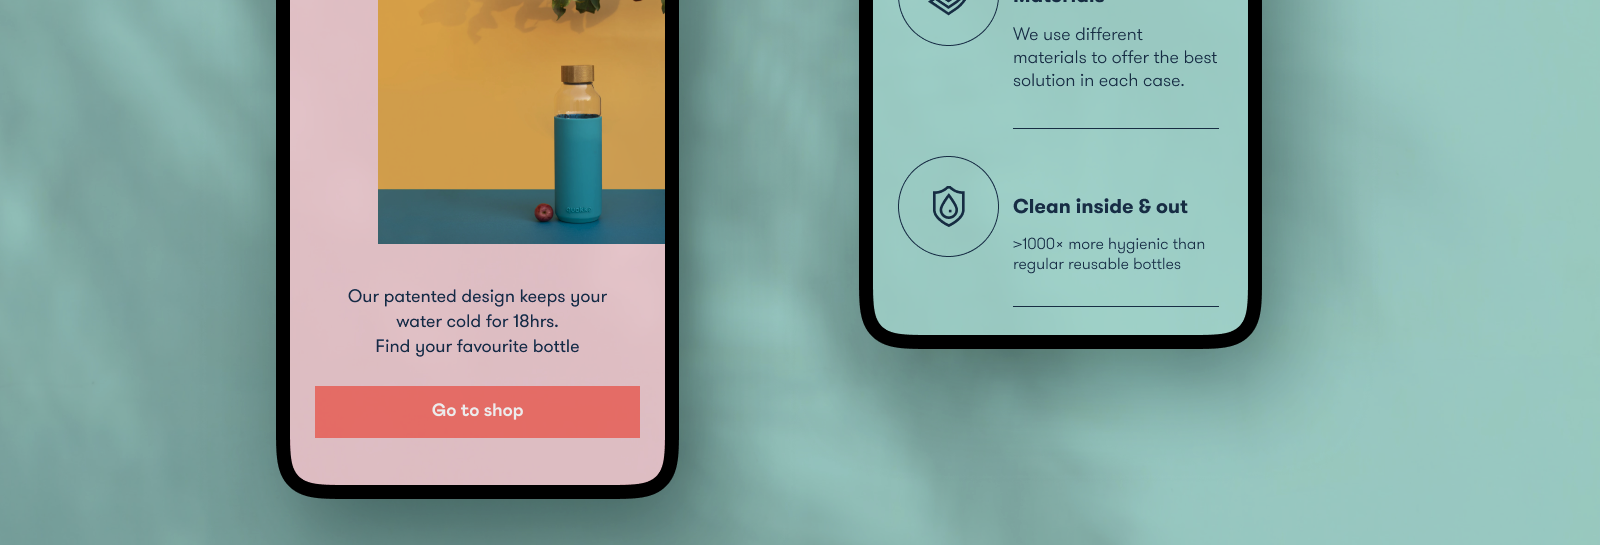 Our patented design keeps your
water cold for 18hrs.
Find your favourite bottle
Go to shop
We use different
materials to offer the best
solution in each case.
Clean inside & out
>1000× more hygienic than
regular reusable bottles